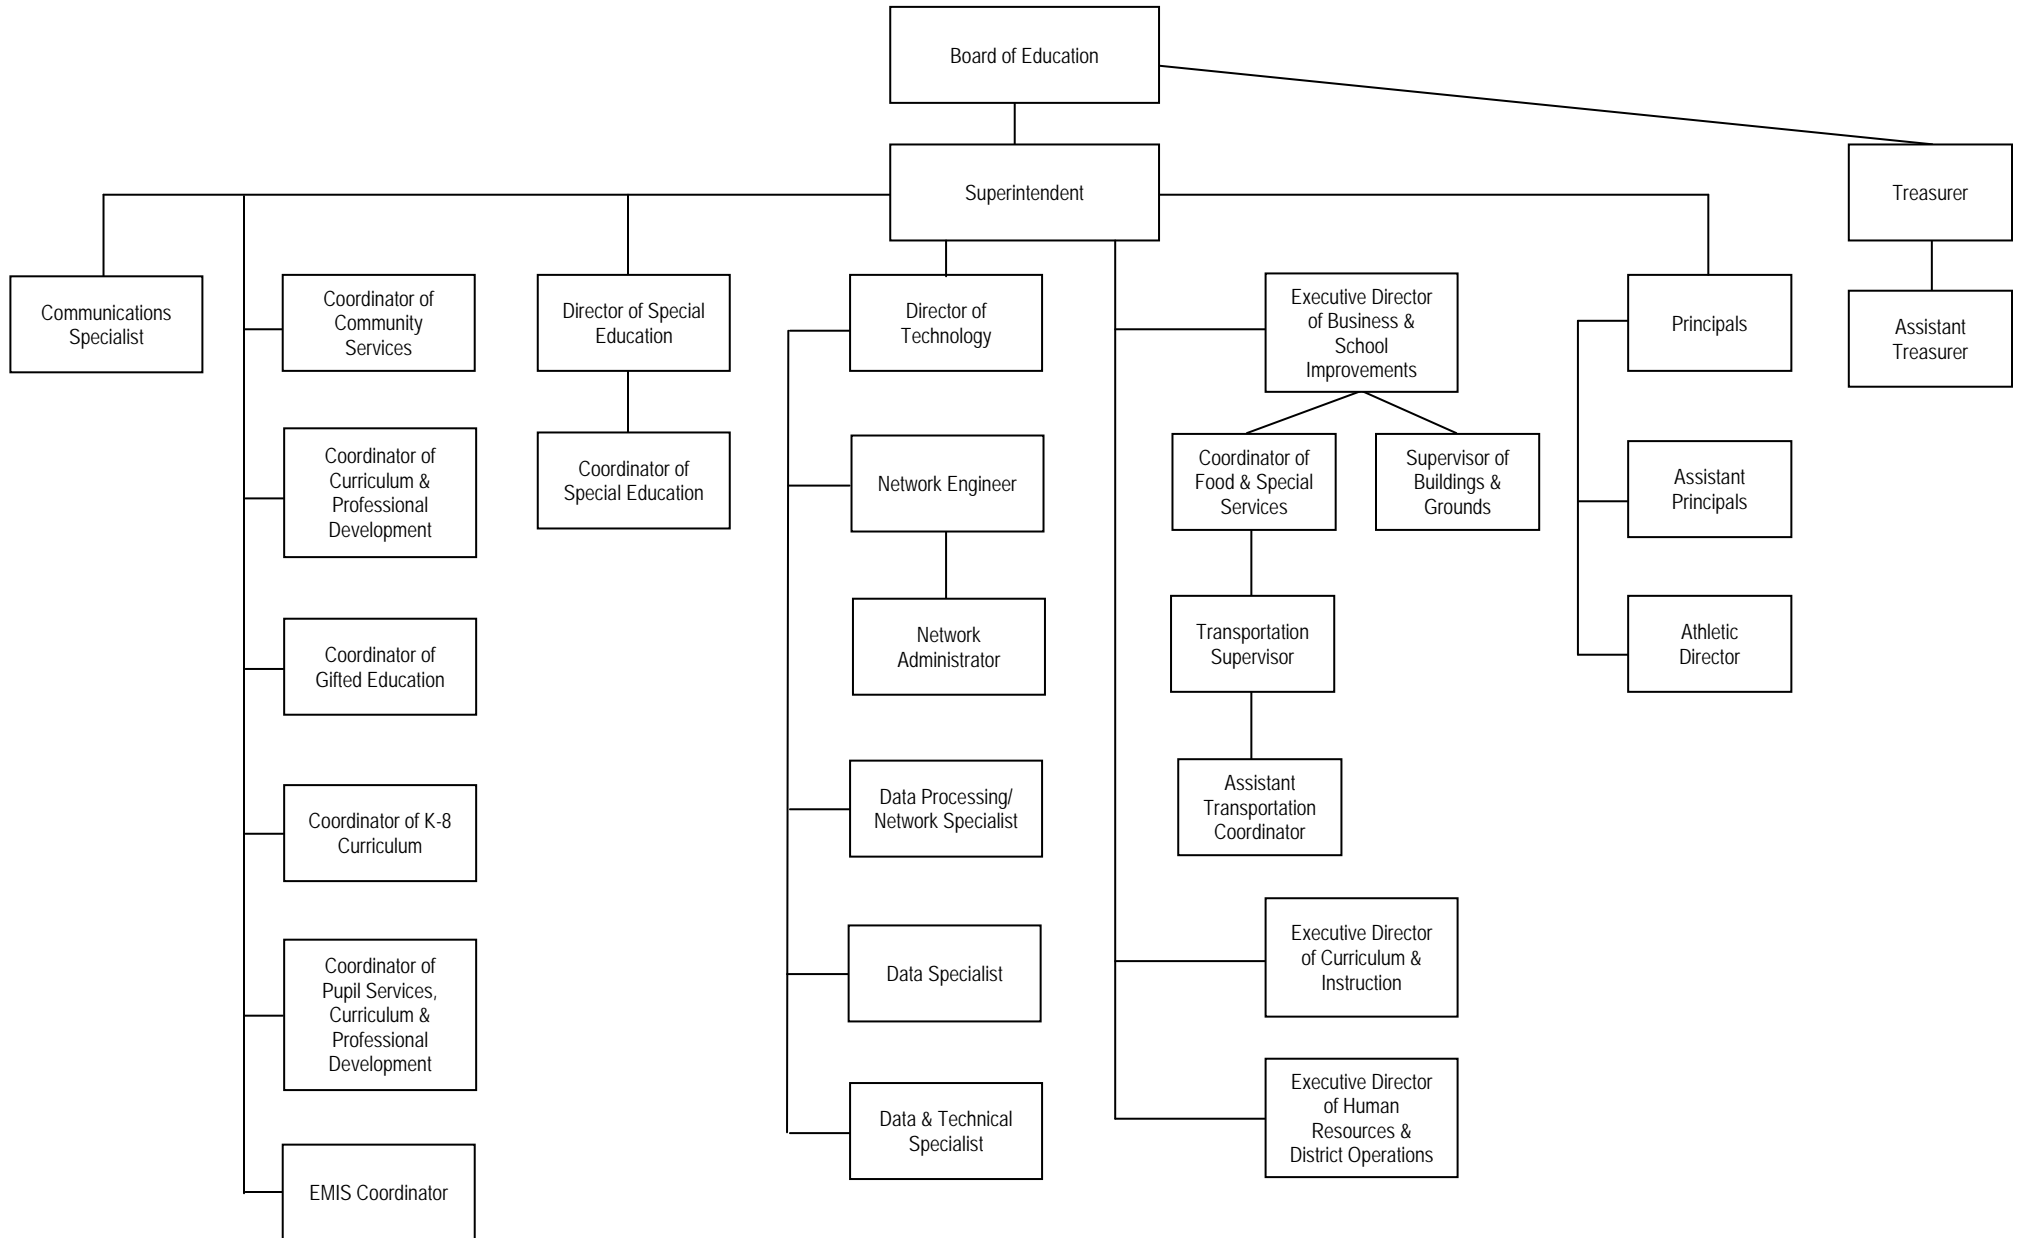 Board of Education
Superintendent
Treasurer
Communications
Specialist
Coordinator of
Community
Services
Director of Special
Education
Director of
Technology
Executive Director
of Business &
School
Improvements
Principals
Assistant
Treasurer
Coordinator of
Curriculum &
Professional
Development
Coordinator of
Special Education
Network Engineer
Coordinator of
Food & Special
Services
Supervisor of
Buildings &
Grounds
Assistant
Principals
Coordinator of
Gifted Education
Network
Administrator
Transportation
Supervisor
Athletic
Director
Coordinator of K-8
Curriculum
Data Processing/
Network Specialist
Assistant
Transportation
Coordinator
Coordinator of
Pupil Services,
Curriculum &
Professional
Development
Data Specialist
Executive Director
of Curriculum &
Instruction
Data & Technical
Specialist
Executive Director
of Human
Resources &
District Operations
EMIS Coordinator